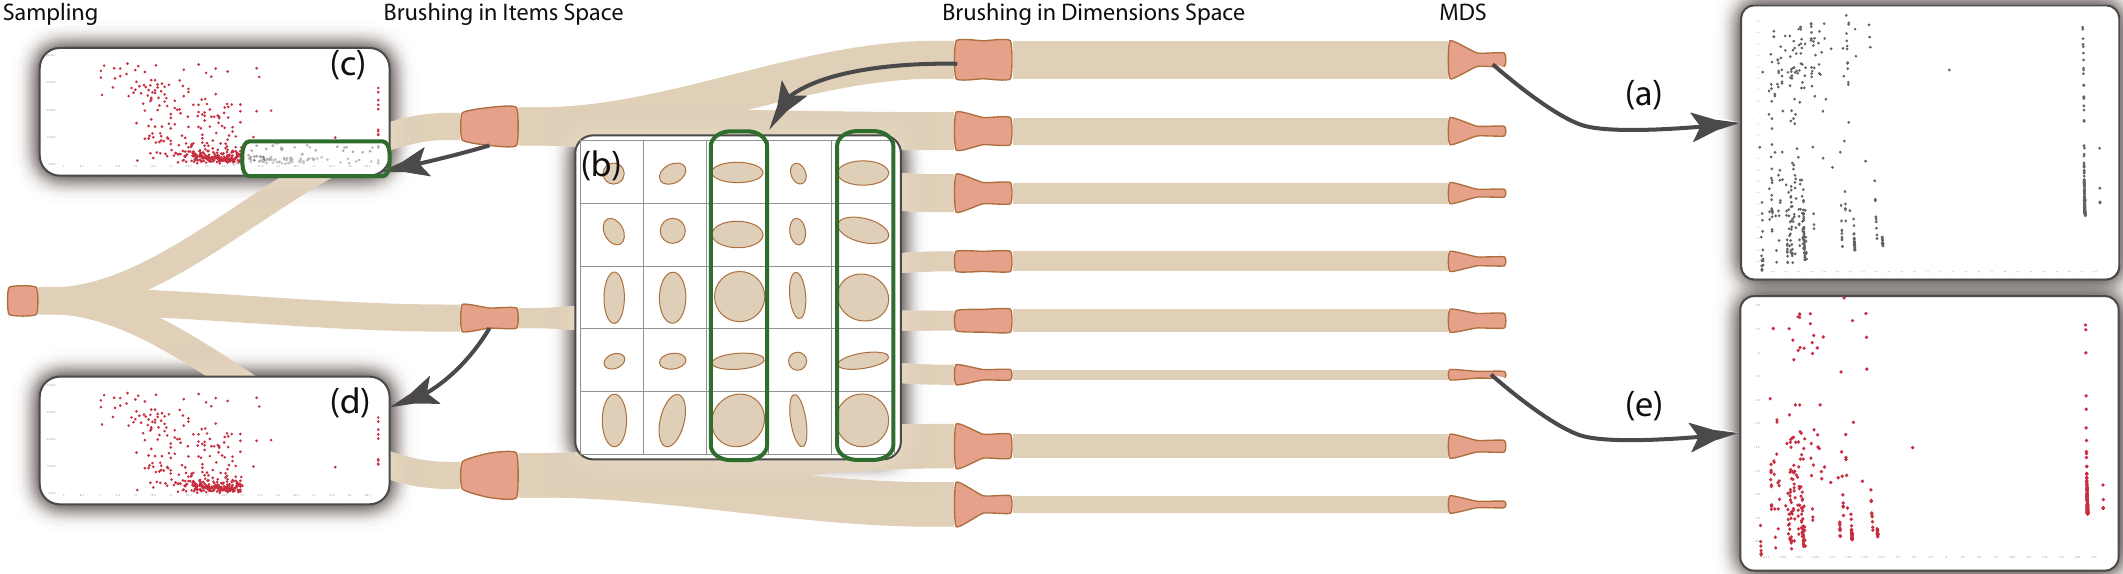 Sampling
Brushing in Items Space
Brushing in Dimensions Space
MDS
(c)
(a)
(b)
(d)
(e)